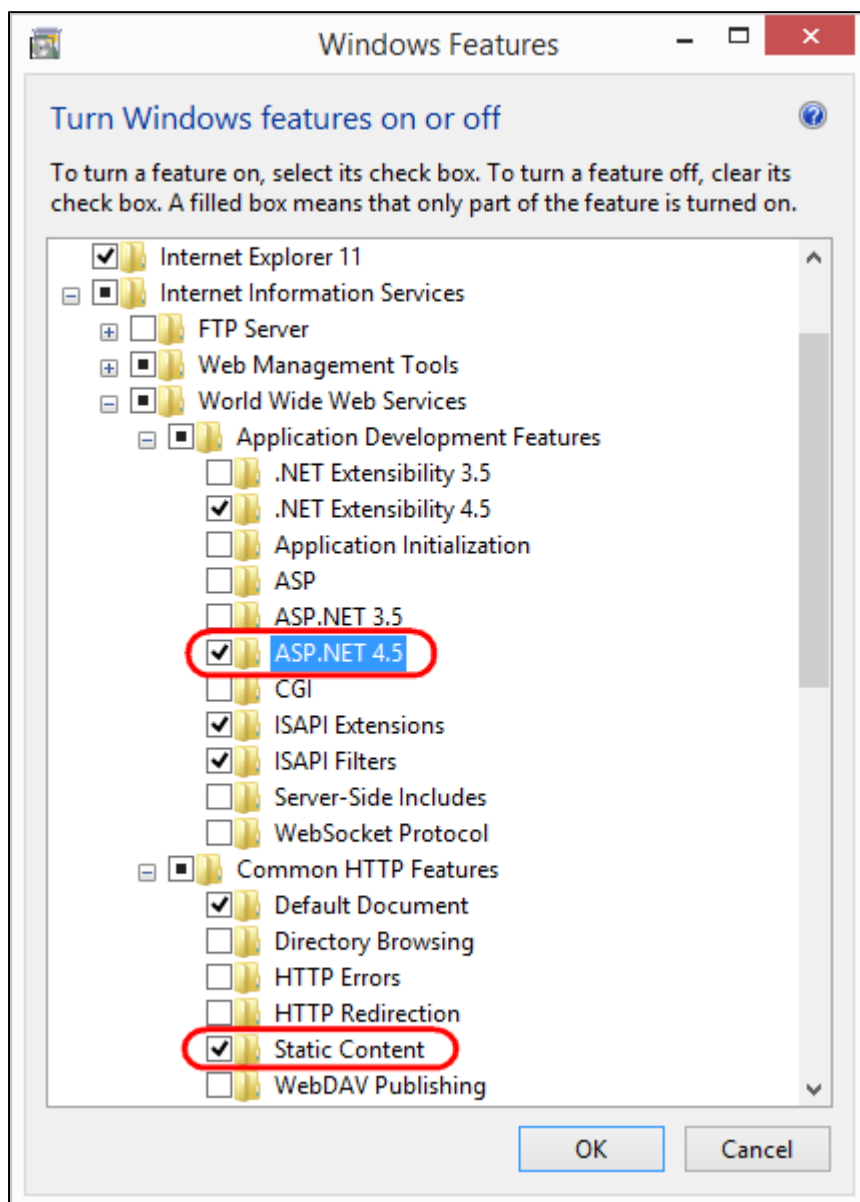 Windows Features
Turn Windows features on or off
To turn a feature on, select its check box. To turn a feature off, clear its
check box. A filled box means that only part of the feature is turned on.
Internet Explorer 11
Internet Information Services
FTP Server
Web Management Tools
World Wide Web Services
Application Development Features
.NET Extensibility 3.5
.NET Extensibility 4.5
Application Initialization
ASP
ASP.NET 3.5
ASP.NET 4.5
CGI
ISAPI Extensions
ISAPI Filters
Server-Side Includes
WebSocket Protocol
Common HTTP Features
Default Document
Directory Browsing
HTTP Errors
HTTP Redirection
Static Content
WebDAV Publishing
OK Cancel